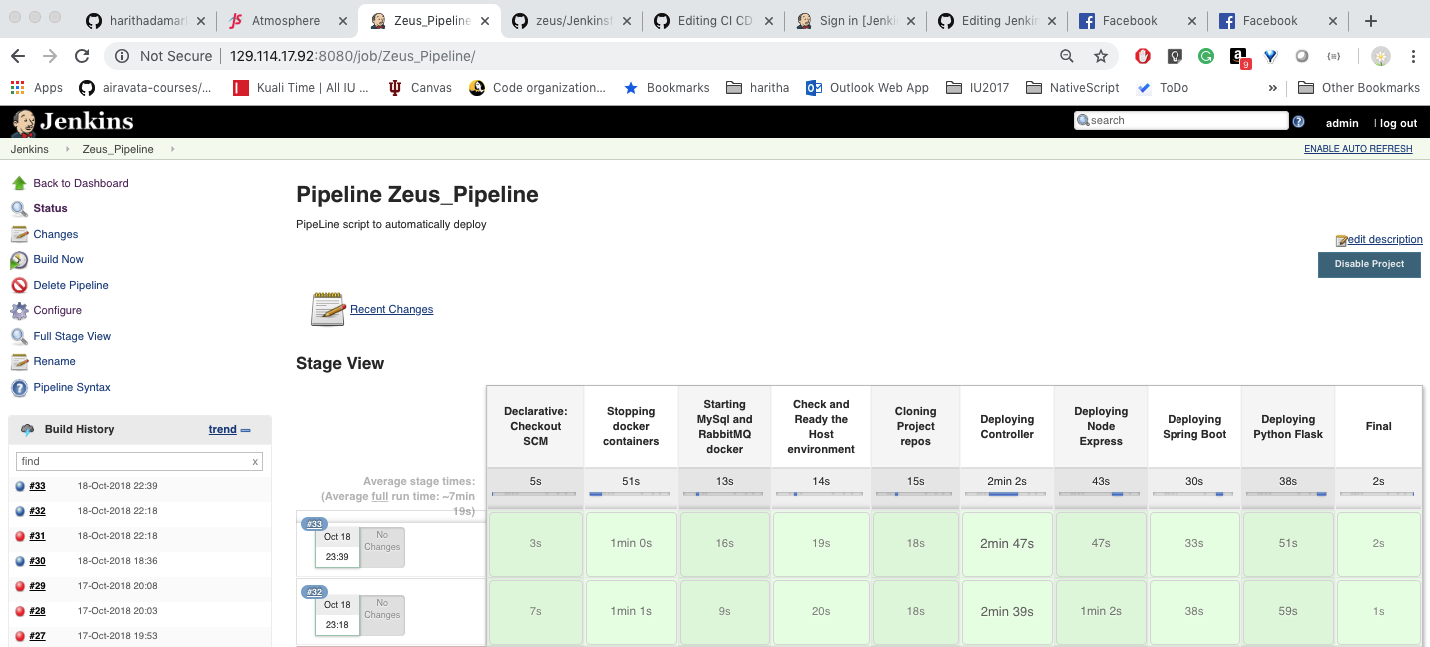 harithadamar
Atmosphere
Zeus_Pipeline
zeus/Jenkinsf
Editing CI CD
Sign in [Jenki
Editing Jenkin
Facebook
Facebook
Not Secure
129.114.17.92:8080/job/Zeus_Pipeline/
9
Apps
airavata-courses/...
Kuali Time | All IU ...
Canvas
Code organization...
Bookmarks
haritha
Outlook Web App
IU2017
NativeScript
ToDo
»
Other Bookmarks
Jenkins
search
admin
| log out
Jenkins
Zeus_Pipeline
ENABLE AUTO REFRESH
Back to Dashboard
Status
Changes
Build Now
Delete Pipeline
Configure
Full Stage View
Rename
Pipeline Syntax
Build History
trend
find
x
#33 18-Oct-2018 22:39
#32 18-Oct-2018 22:18
#31 18-Oct-2018 22:18
#30 18-Oct-2018 18:36
#29 17-Oct-2018 20:08
#28 17-Oct-2018 20:03
#27 17-Oct-2018 19:53
Pipeline Zeus_Pipeline
PipeLine script to automatically deploy
edit description
Disable Project
Recent Changes
Stage View
Declarative:
Checkout
SCM
Stopping
docker
containers
Starting
MySql and
RabbitMQ
docker
Check and
Ready the
Host
environment
Cloning
Project
repos
Deploying
Controller
Deploying
Node
Express
Deploying
Spring Boot
Deploying
Python Flask
Final
Average stage times:
(Average full run time: ~7min
19s)
5s
51s
13s
14s
15s
2min 2s
43s
30s
38s
2s
#33
Oct 18
23:39
No
Changes
3s
1min 0s
16s
19s
18s
2min 47s
47s
33s
51s
2s
#32
Oct 18
23:18
No
Changes
7s
1min 1s
9s
20s
18s
2min 39s
1min 2s
38s
59s
1s